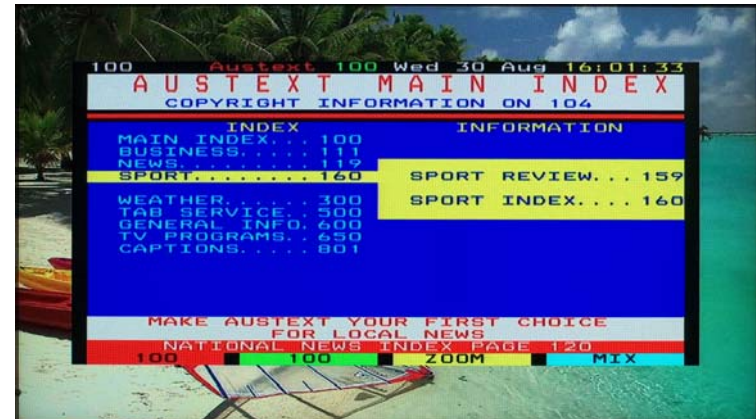 100 Austext 100 Wed 30 Aug 16:01:33
AUSTEXT MAIN INDEX
COPYRIGHT INFORMATION ON 104
INDEX
MAIN INDEX... 100
BUSINESS..... 111
NEWS......... 119
SPORT........ 160
WEATHER...... 300
TAB SERVICE.. 500
GENERAL INFO. 600
TV PROGRAMS.. 650
CAPTIONS..... 801
INFORMATION
SPORT REVIEW... 159
SPORT INDEX.... 160
MAKE AUSTEXT YOUR FIRST CHOICE
FOR LOCAL NEWS
NATIONAL NEWS INDEX PAGE 120
100 100 ZOOM MIX